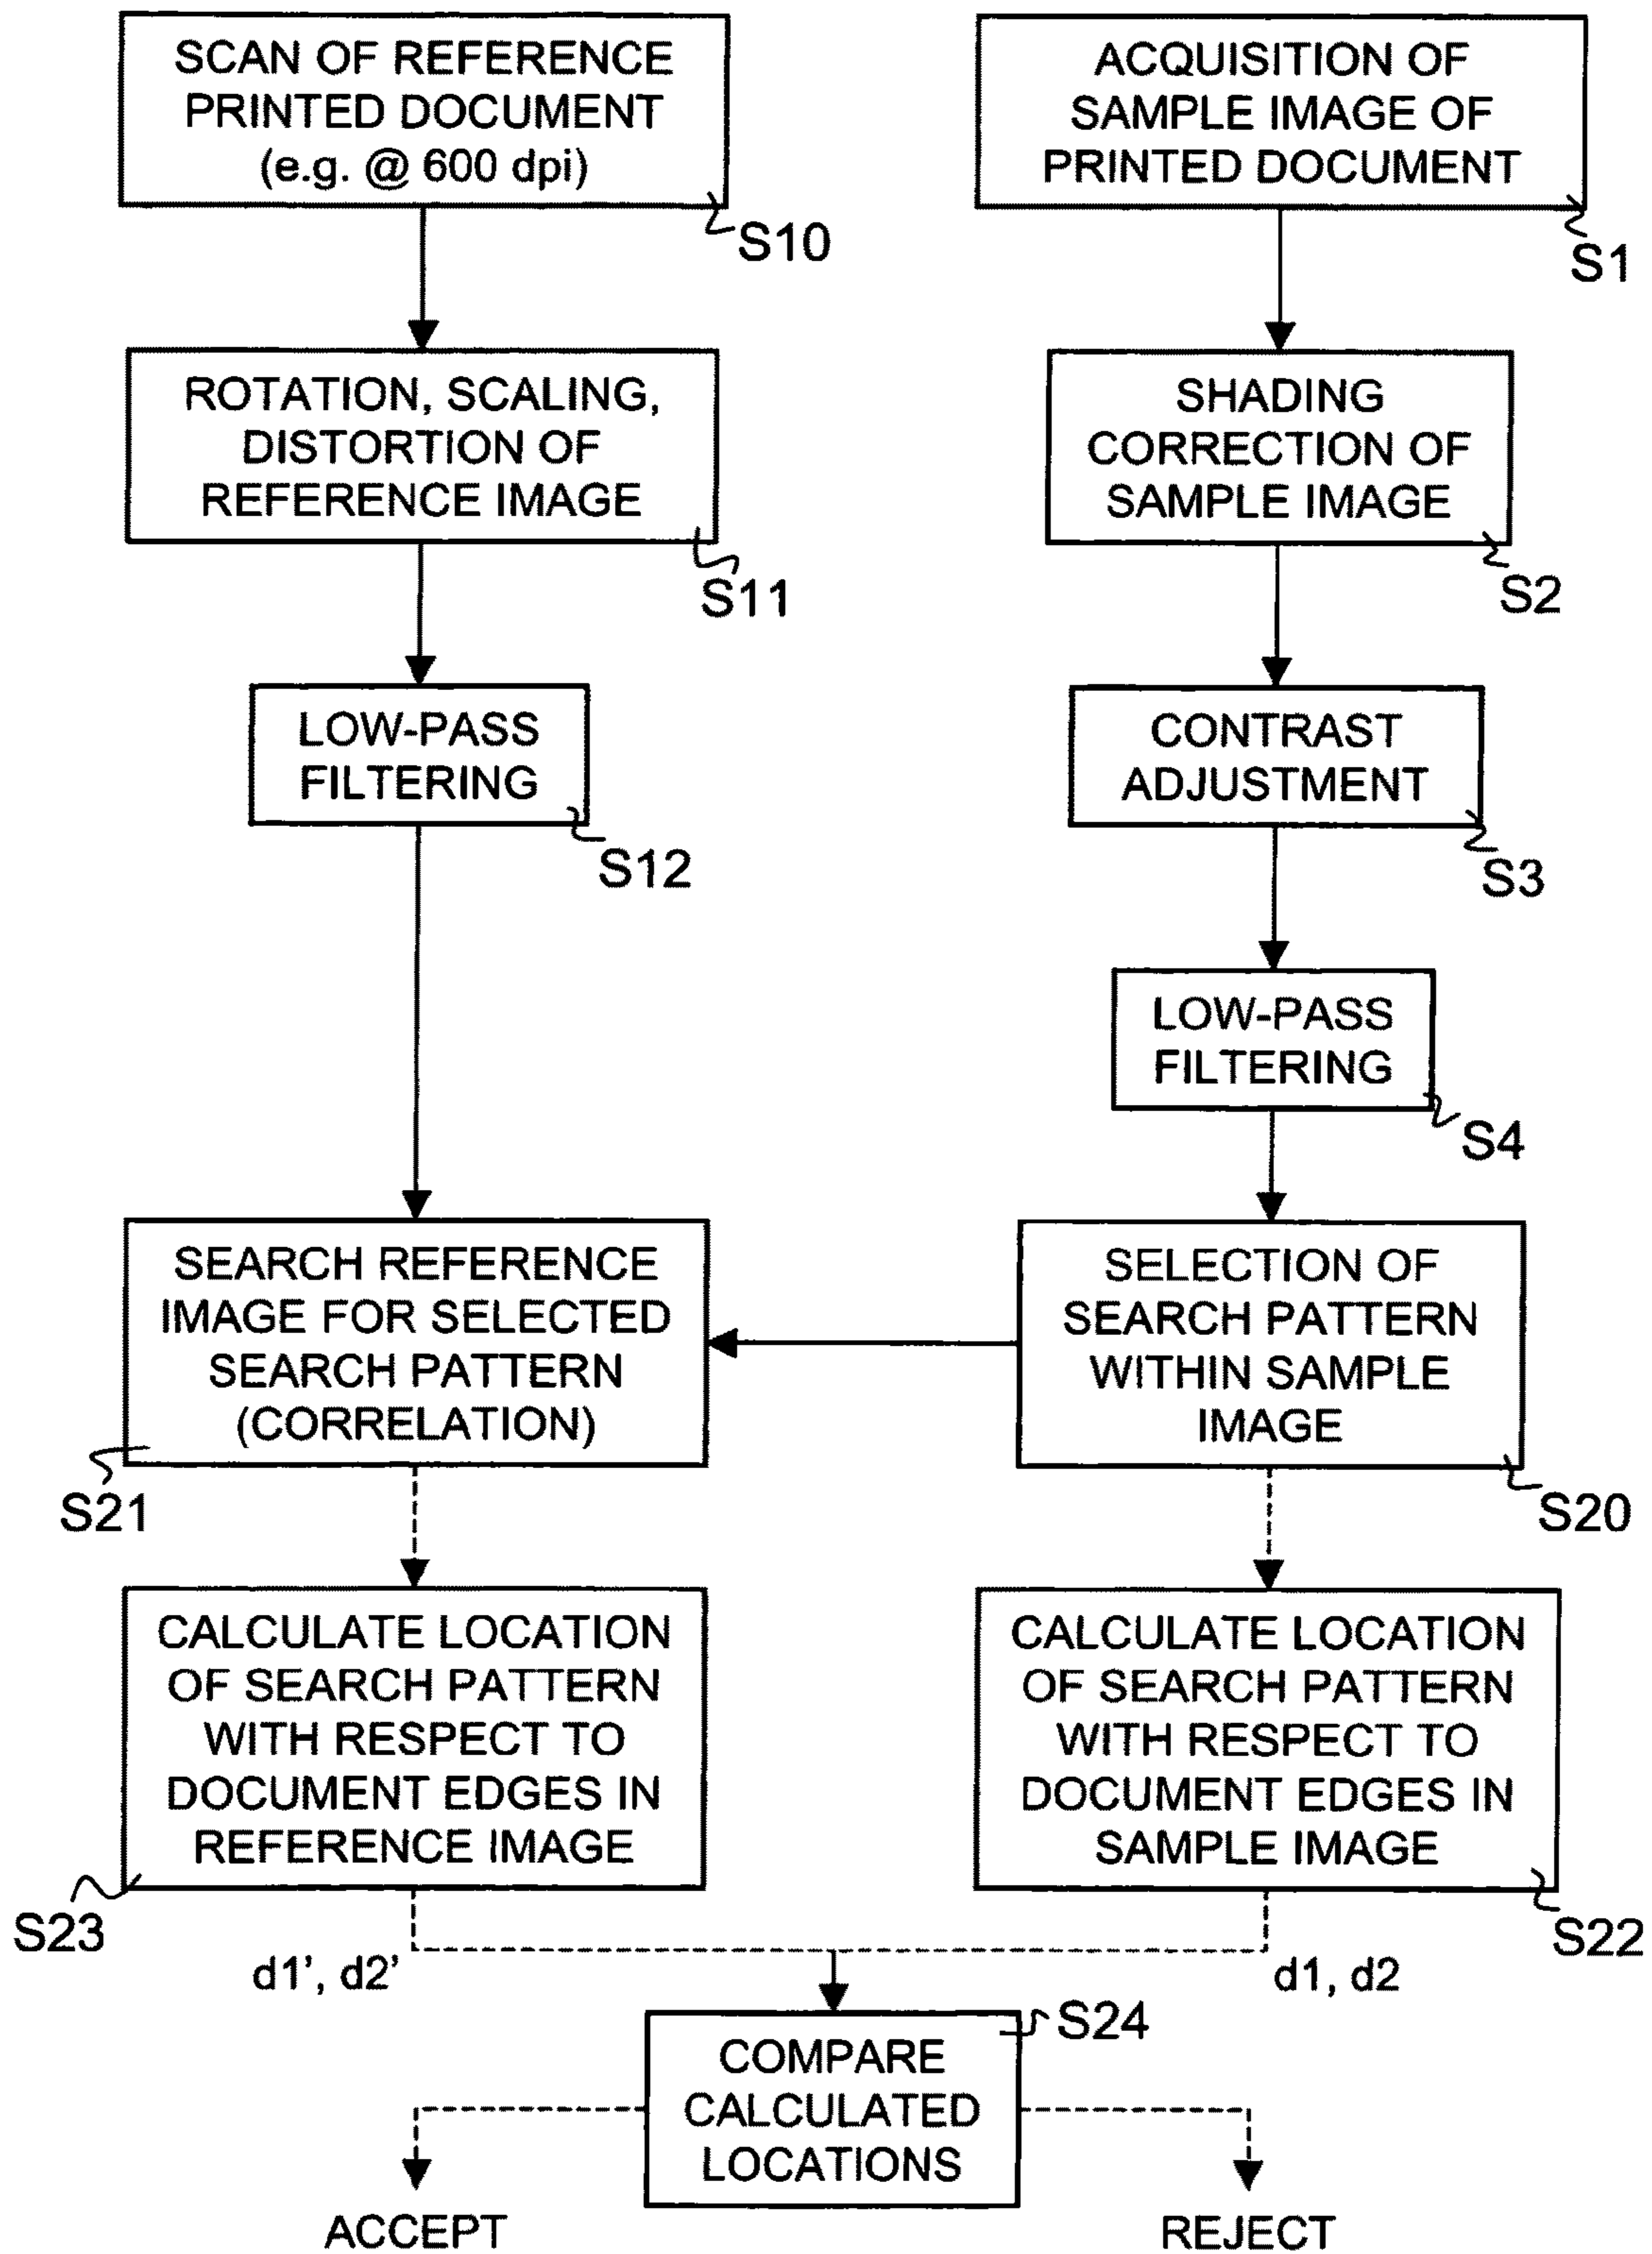 SCAN OF REFERENCE
PRINTED DOCUMENT
(e.g. @ 600 dpi)
S10
ROTATION, SCALING,
DISTORTION OF
REFERENCE IMAGE
S11
LOW-PASS
FILTERING
S12
ACQUISITION OF
SAMPLE IMAGE OF
PRINTED DOCUMENT
S1
SHADING
CORRECTION OF
SAMPLE IMAGE
S2
CONTRAST
ADJUSTMENT
S3
LOW-PASS
FILTERING
S4
SELECTION OF
SEARCH PATTERN
WITHIN SAMPLE
IMAGE
S20
SEARCH REFERENCE
IMAGE FOR SELECTED
SEARCH PATTERN
(CORRELATION)
S21
CALCULATE LOCATION
OF SEARCH PATTERN
WITH RESPECT TO
DOCUMENT EDGES IN
REFERENCE IMAGE
S23
d1’, d2’
CALCULATE LOCATION
OF SEARCH PATTERN
WITH RESPECT TO
DOCUMENT EDGES IN
SAMPLE IMAGE
S22
d1, d2
S24
COMPARE
CALCULATED
LOCATIONS
ACCEPT
REJECT